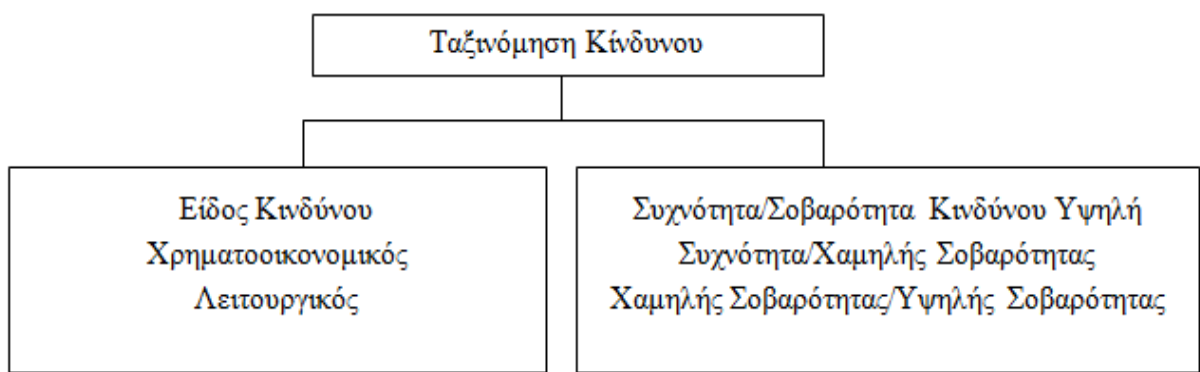 Ταξινόμηση Κίνδυνου
Είδος Κινδύνου
Χρηματοοικονομικός
Λειτουργικός
Συχνότητα/Σοβαρότητα Κινδύνου Υψηλή
Συχνότητα/Χαμηλής Σοβαρότητας
Χαμηλής Σοβαρότητας/Υψηλής Σοβαρότητας